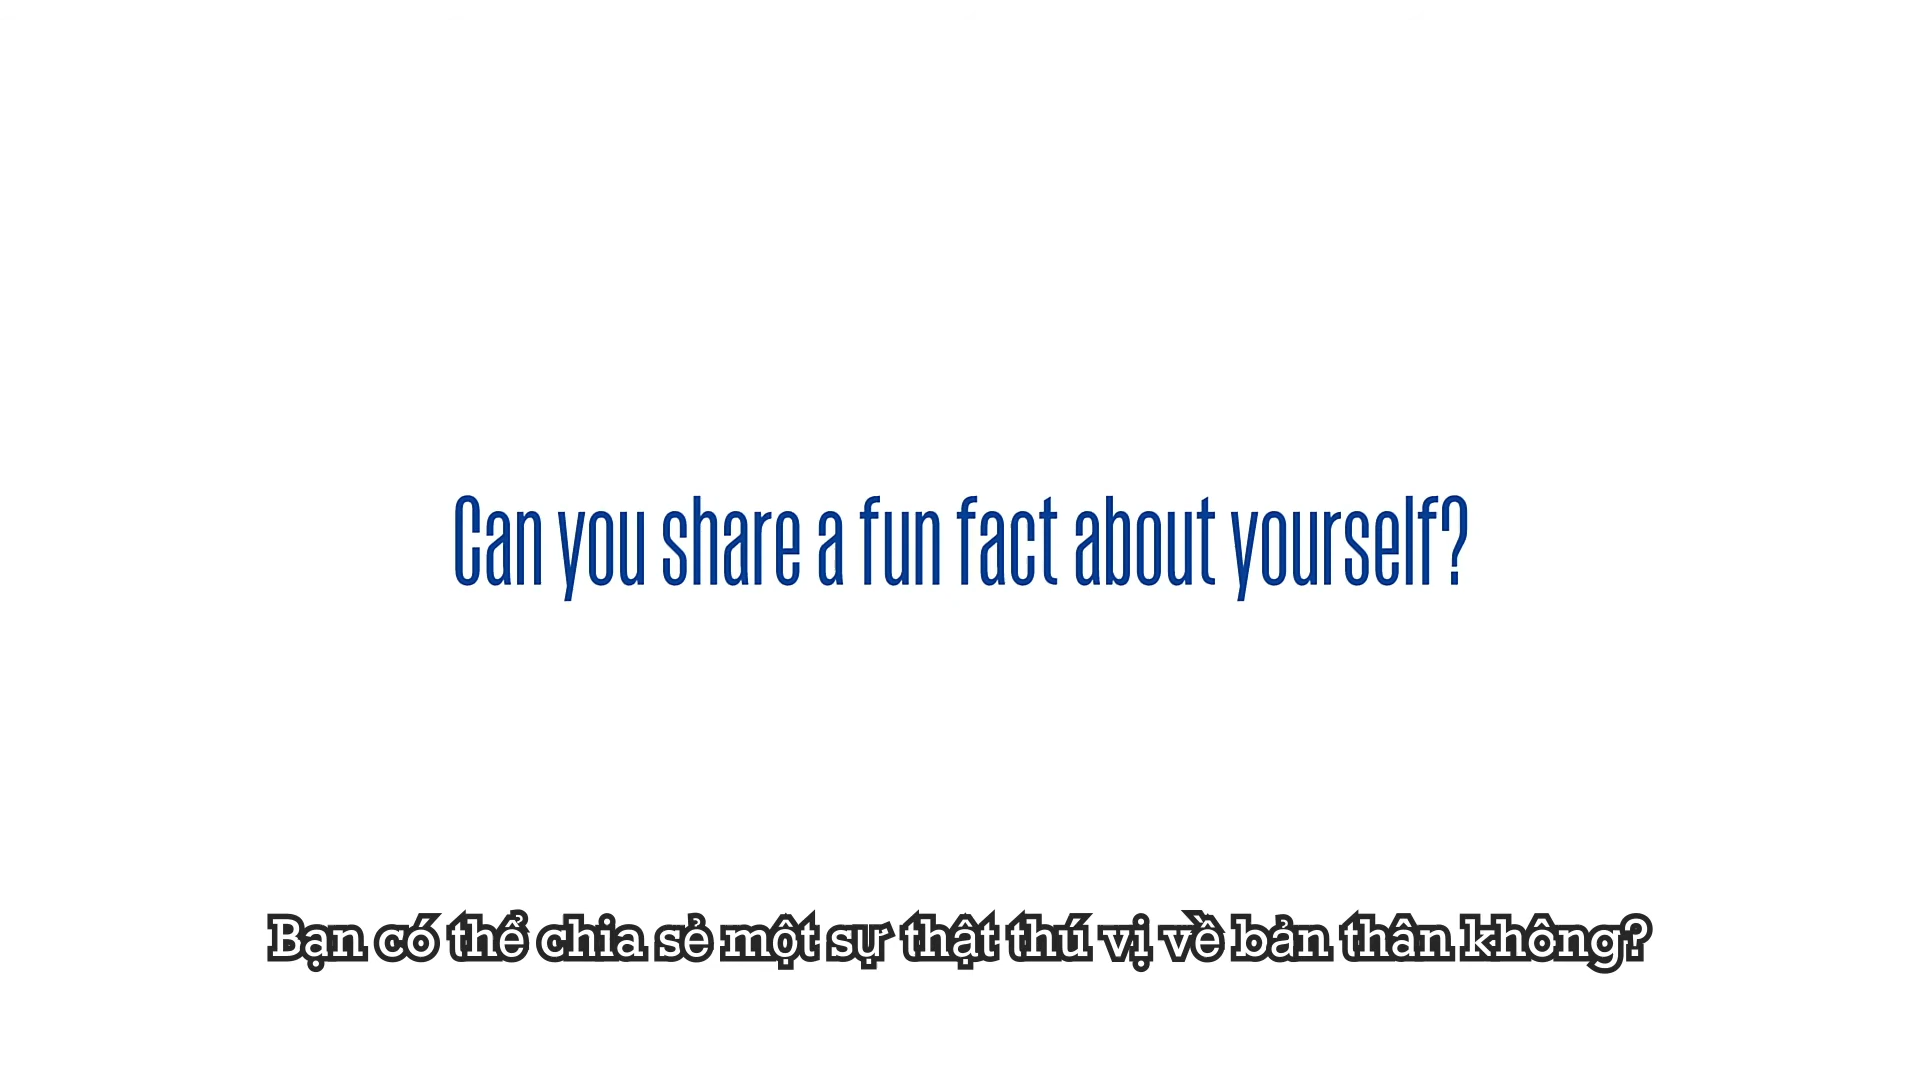 Can you share a fun fact about yourself?
Bạn có thể chia sẻ một sự thật thú vị về bản thân không?